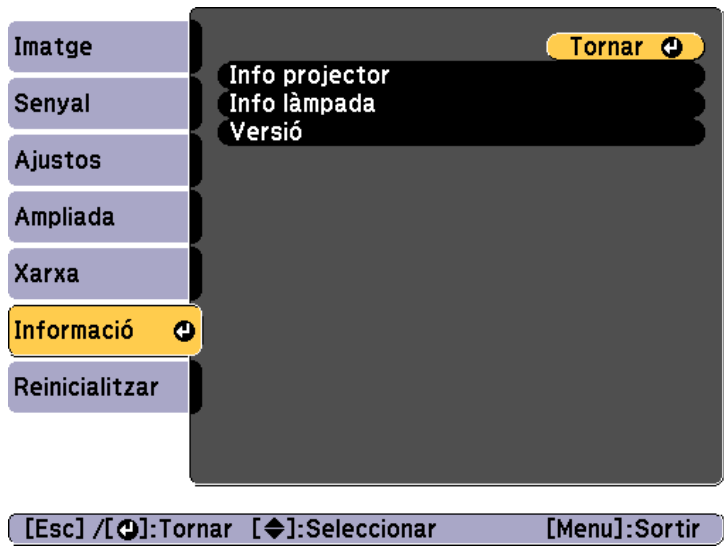 Imatge
Senyal
Ajustos
Ampliada
Xarxa
Informació
Reinicialitzar
Tornar
Info projector
Info làmpada
Versió
[Esc] /[]:Tornar []:Seleccionar [Menu]:Sortir